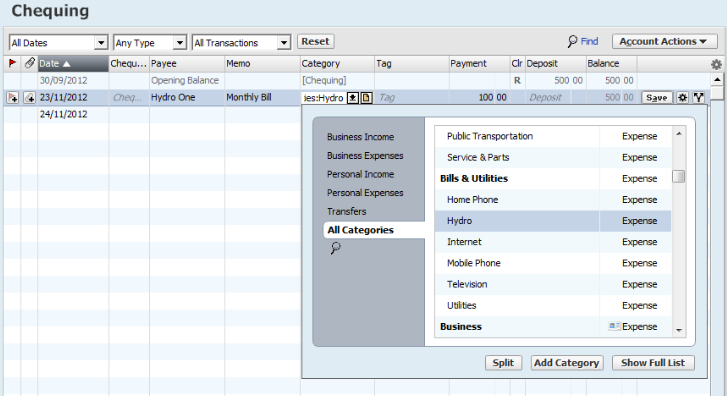 Chequing
All Dates Any Type All Transactions Reset Find Account Actions
Date Chequ... Payee Memo Category Tag Payment Clr Deposit Balance
30/09/2012 Opening Balance [Chequing] R 500 00 500 00
23/11/2012 Cheq... Hydro One Monthly Bill ies:Hydro Tag 100 00 Deposit 500 00 Save
24/11/2012
Business Income
Business Expenses
Personal Income
Personal Expenses
Transfers
All Categories
Public Transportation Expense
Service & Parts Expense
Bills & Utilities
Home Phone Expense
Hydro Expense
Internet Expense
Mobile Phone Expense
Television Expense
Utilities Expense
Business Expense
Split Add Category Show Full List